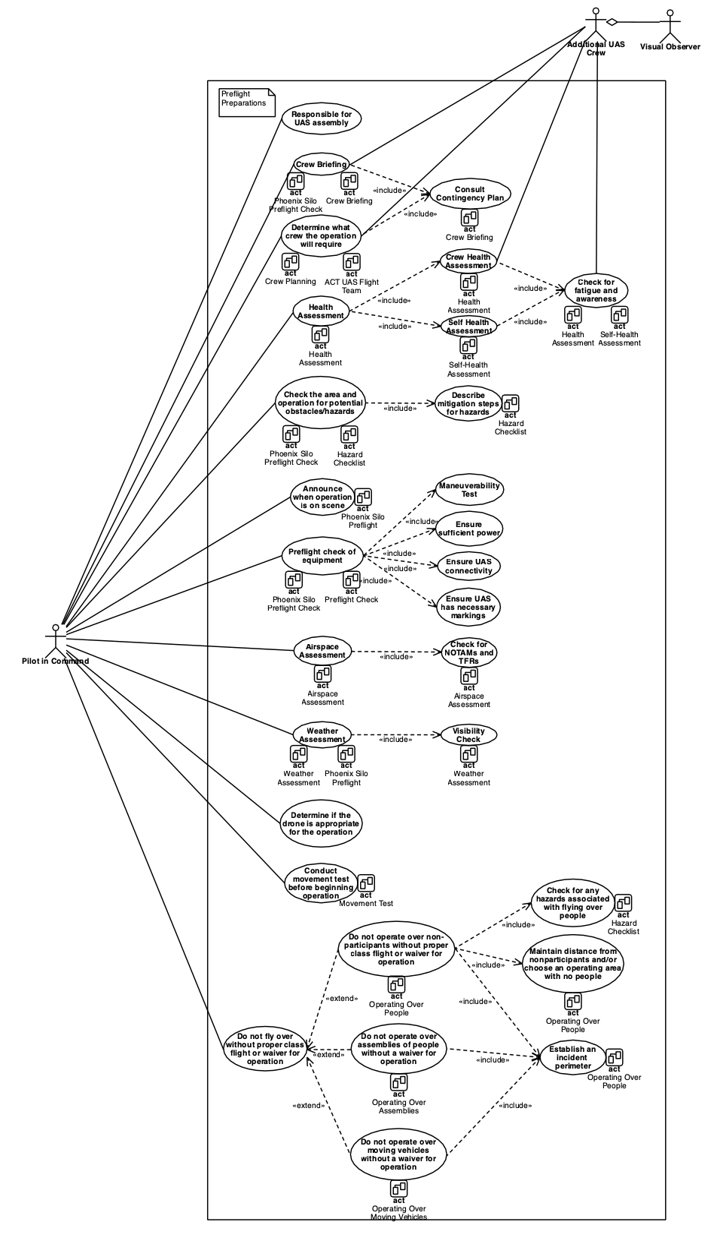 Additional UAS
Crew
Visual Observer
Preflight
Preparations
Responsible for
UAS assembly
Crew Briefing
act
Phoenix Silo
Preflight Check
act
Crew Briefing
«include»
«include»
Consult
Contingency Plan
act
Crew Briefing
Determine what
crew the operation
will require
act
Crew Planning
act
ACT UAS Flight
Team
Health
Assessment
act
Health
Assessment
«include»
«include»
Crew Health
Assessment
act
Health
Assessment
Self Health
Assessment
act
Self-Health
Assessment
«include»
«include»
Check for
fatigue and
awareness
act
Health
Assessment
act
Self-Health
Assessment
Check the area and
operation for potential
obstacles/hazards
act
Phoenix Silo
Preflight Check
act
Hazard
Checklist
«include»
Describe
mitigation steps
for hazards
act
Hazard
Checklist
Announce
when operation
is on scene
act
Phoenix Silo
Preflight
Preflight check of
equipment
act
Phoenix Silo
Preflight Check
act
Preflight Check
«include»
«include»
«include»
«include»
Maneuverability
Test
Ensure
sufficient power
Ensure UAS
connectivity
Ensure UAS
has necessary
markings
Pilot in Command
Airspace
Assessment
act
Airspace
Assessment
«include»
Check for
NOTAMs and
TFRs
act
Airspace
Assessment
Weather
Assessment
act
Weather
Assessment
act
Phoenix Silo
Preflight
«include»
Visibility
Check
act
Weather
Assessment
Determine if the
drone is appropriate
for the operation
Conduct
movement test
before beginning
operation
act
Movement Test
Check for any
hazards associated
with flying over
people
act
Hazard
Checklist
Do not operate over non-
participants without proper
class flight or waiver for
operation
act
Operating Over
People
«include»
«include»
«include»
Maintain distance from
nonparticipants and/or
choose an operating area
with no people
act
Operating Over
People
«extend»
Do not fly over
without proper class
flight or waiver for
operation
«extend»
Do not operate over
assemblies of people
without a waiver for
operation
act
Operating Over
Assemblies
«include»
Establish an
incident
perimeter
act
Operating Over
People
«extend»
«include»
Do not operate over
moving vehicles
without a waiver for
operation
act
Operating Over
Moving Vehicles